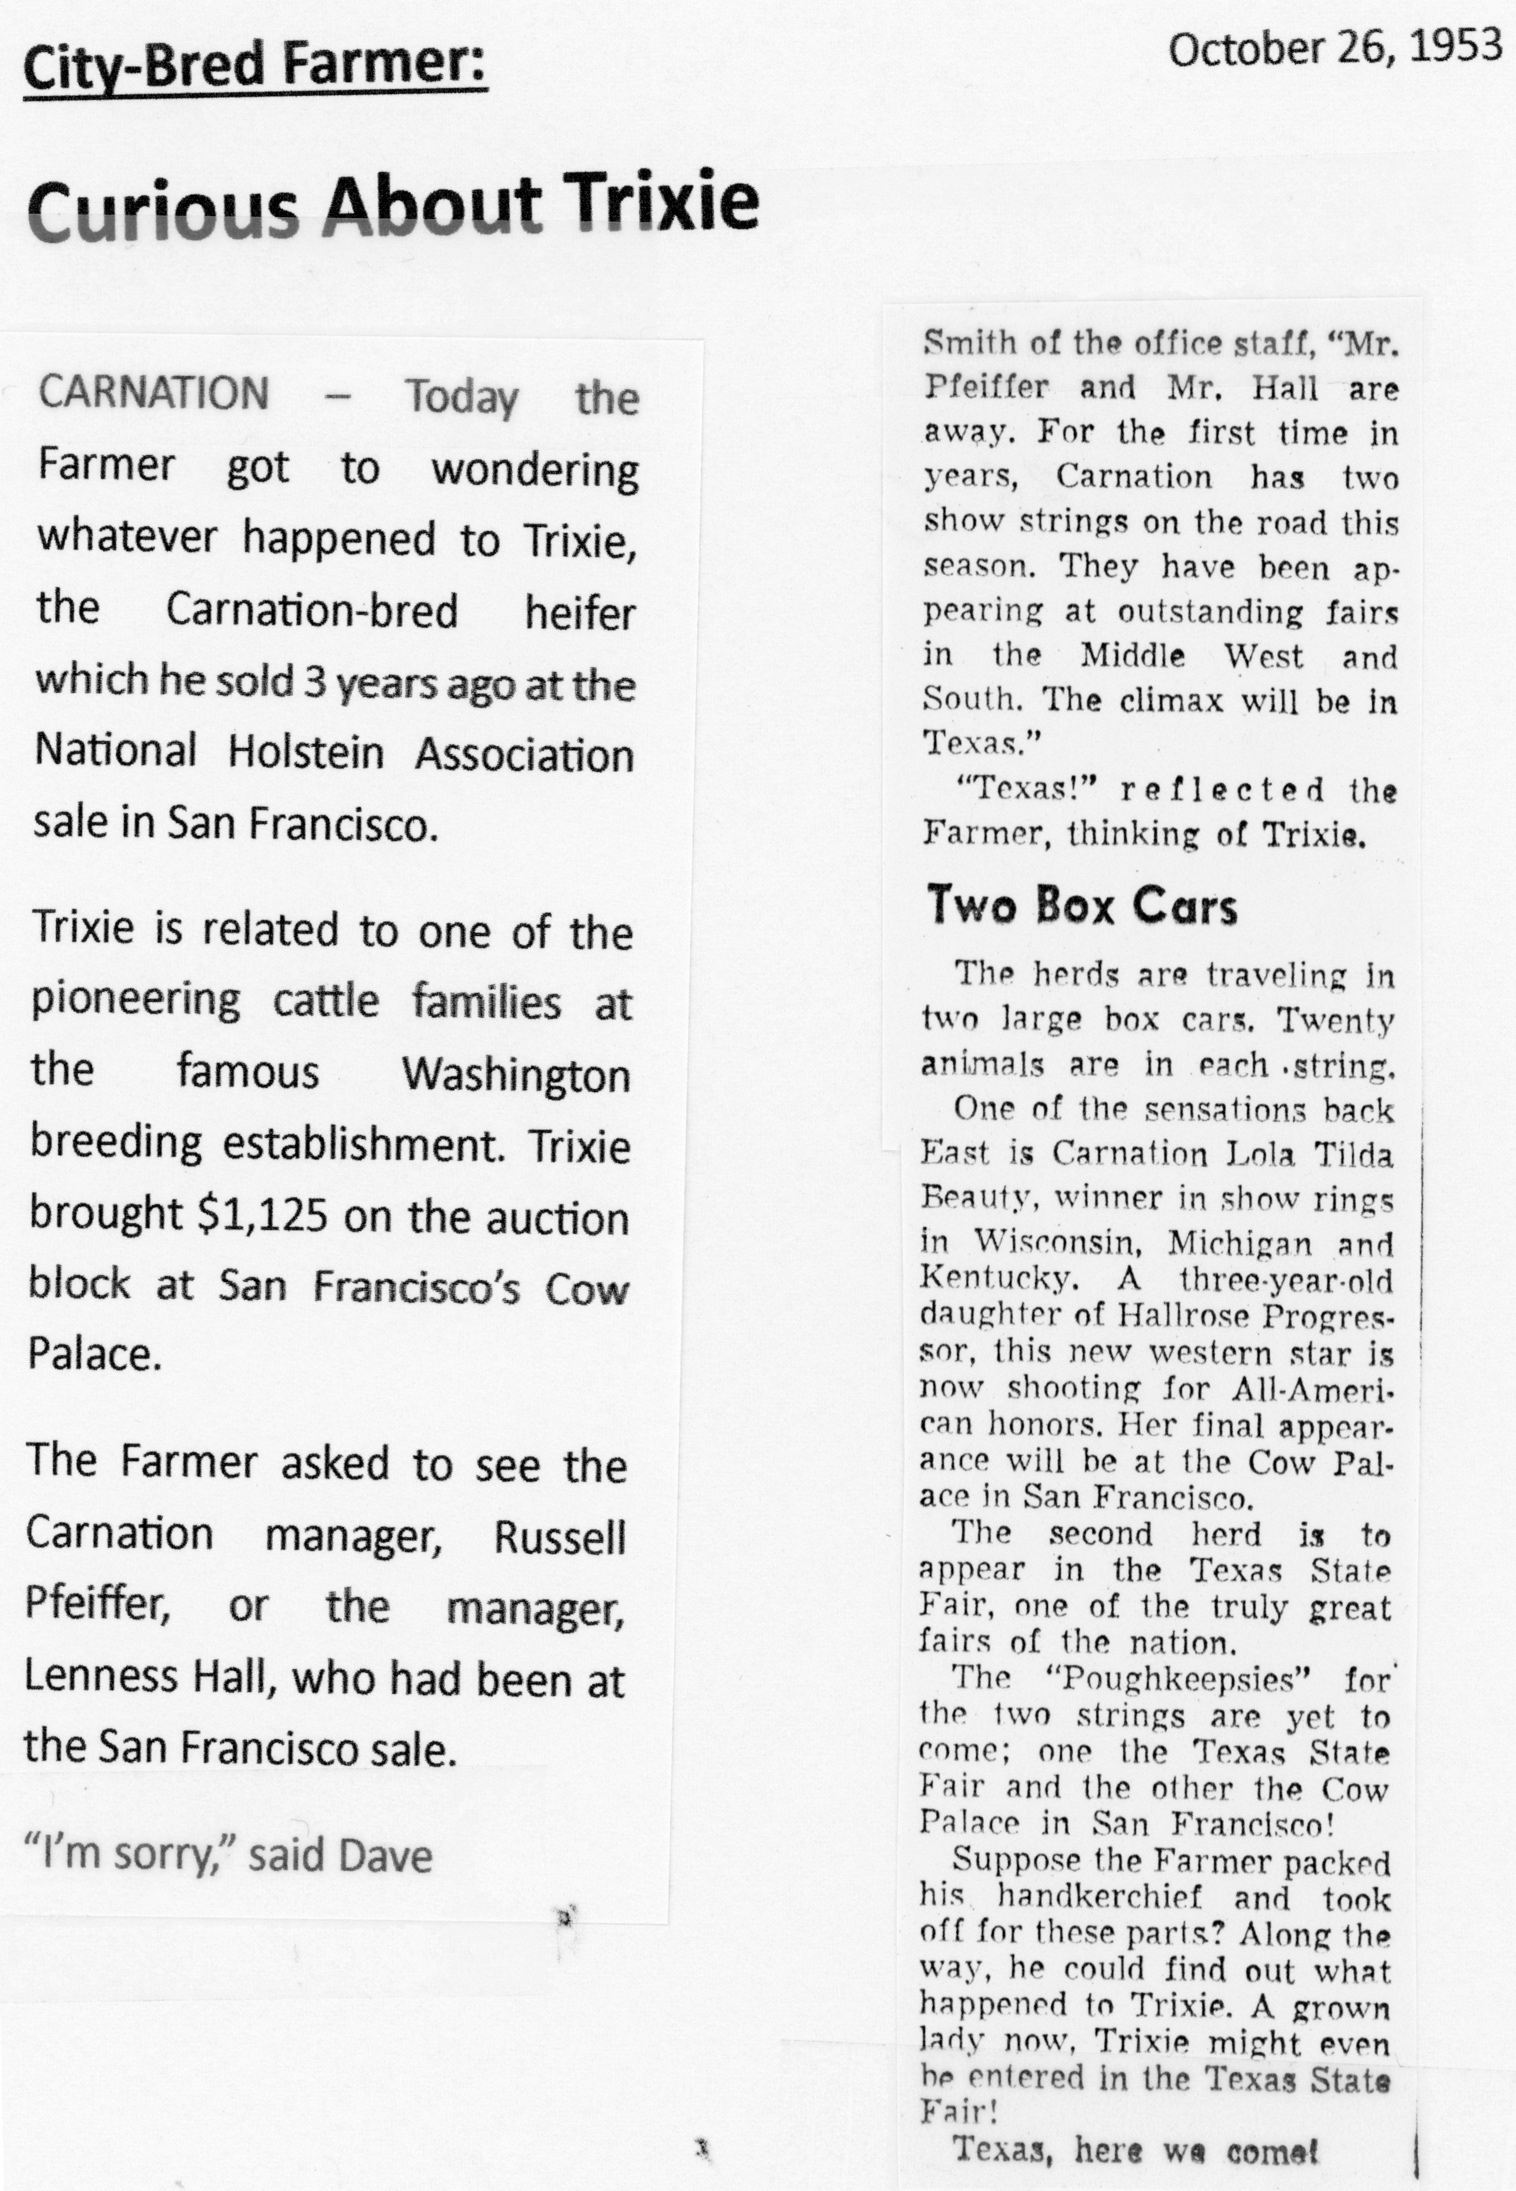 City-Bred Farmer:
October 26, 1953
Curious About Trixie
CARNATION – Today the
Farmer got to wondering
whatever happened to Trixie,
the Carnation-bred heifer
which he sold 3 years ago at the
National Holstein Association
sale in San Francisco.
Trixie is related to one of the
pioneering cattle families at
the famous Washington
breeding establishment. Trixie
brought $1,125 on the auction
block at San Francisco’s Cow
Palace.
The Farmer asked to see the
Carnation manager, Russell
Pfeiffer, or the manager,
Lenness Hall, who had been at
the San Francisco sale.
“I’m sorry,” said Dave
Smith of the office staff, “Mr.
Pfeiffer and Mr. Hall are
away. For the first time in
years, Carnation has two
show strings on the road this
season. They have been ap-
pearing at outstanding fairs
in the Middle West and
South. The climax will be in
Texas.”
“Texas!” reflected the
Farmer, thinking of Trixie.
Two Box Cars
The herds are traveling in
two large box cars. Twenty
animals are in each string.
One of the sensations back
East is Carnation Lola Tilda
Beauty, winner in show rings
in Wisconsin, Michigan and
Kentucky. A three-year-old
daughter of Hallrose Progres-
sor, this new western star is
now shooting for All-Ameri-
can honors. Her final appear-
ance will be at the Cow Pal-
ace in San Francisco.
The second herd is to
appear in the Texas State
Fair, one of the truly great
fairs of the nation.
The “Poughkeepsies” for
the two strings are yet to
come; one the Texas State
Fair and the other the Cow
Palace in San Francisco!
Suppose the Farmer packed
his handkerchief and took
off for these parts? Along the
way, he could find out what
happened to Trixie. A grown
lady now, Trixie might even
be entered in the Texas State
Fair!
Texas, here we come!